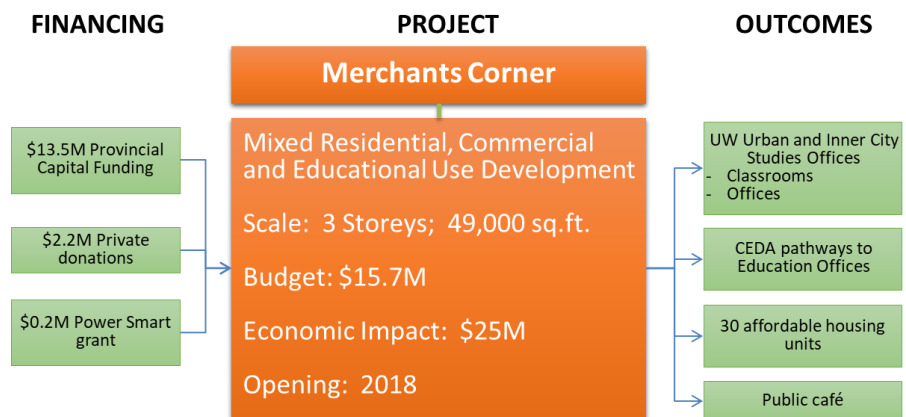 FINANCING
PROJECT
OUTCOMES
Merchants Corner
$13.5M Provincial
Capital Funding
$2.2M Private
donations
$0.2M Power Smart
grant
Mixed Residential, Commercial
and Educational Use Development
Scale: 3 Storeys; 49,000 sq.ft.
Budget: $15.7M
Economic Impact: $25M
Opening: 2018
UW Urban and Inner City
Studies Offices
- Classrooms
- Offices
CEDA pathways to
Education Offices
30 affordable housing
units
Public café